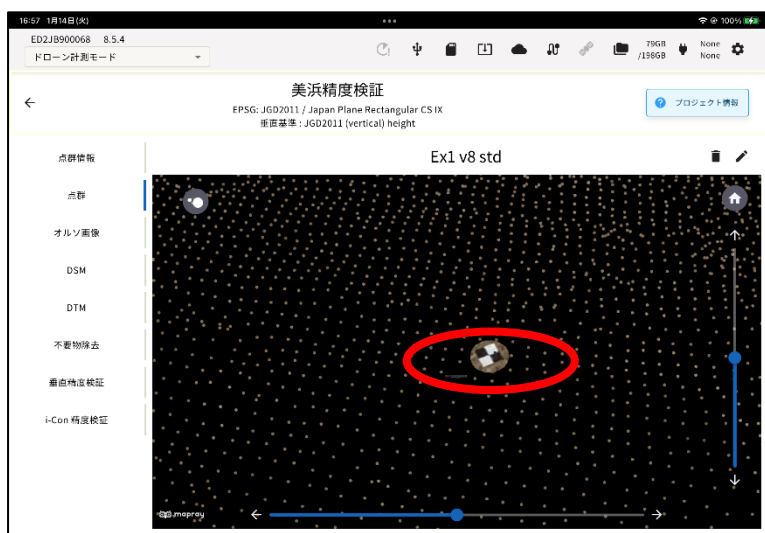 16:57 1月14日(火)
100%
ED2JB900068 8.5.4
ドローン計測モード
79GB
/198GB
None
None
美浜精度検証
EPSG: JGD2011 / Japan Plane Rectangular CS IX
垂直基準 : JGD2011 (vertical) height
プロジェクト情報
点群情報
Ex1 v8 std
点群
オルソ画像
DSM
DTM
不要物除去
垂直精度検証
i-Con 精度検証
mapray